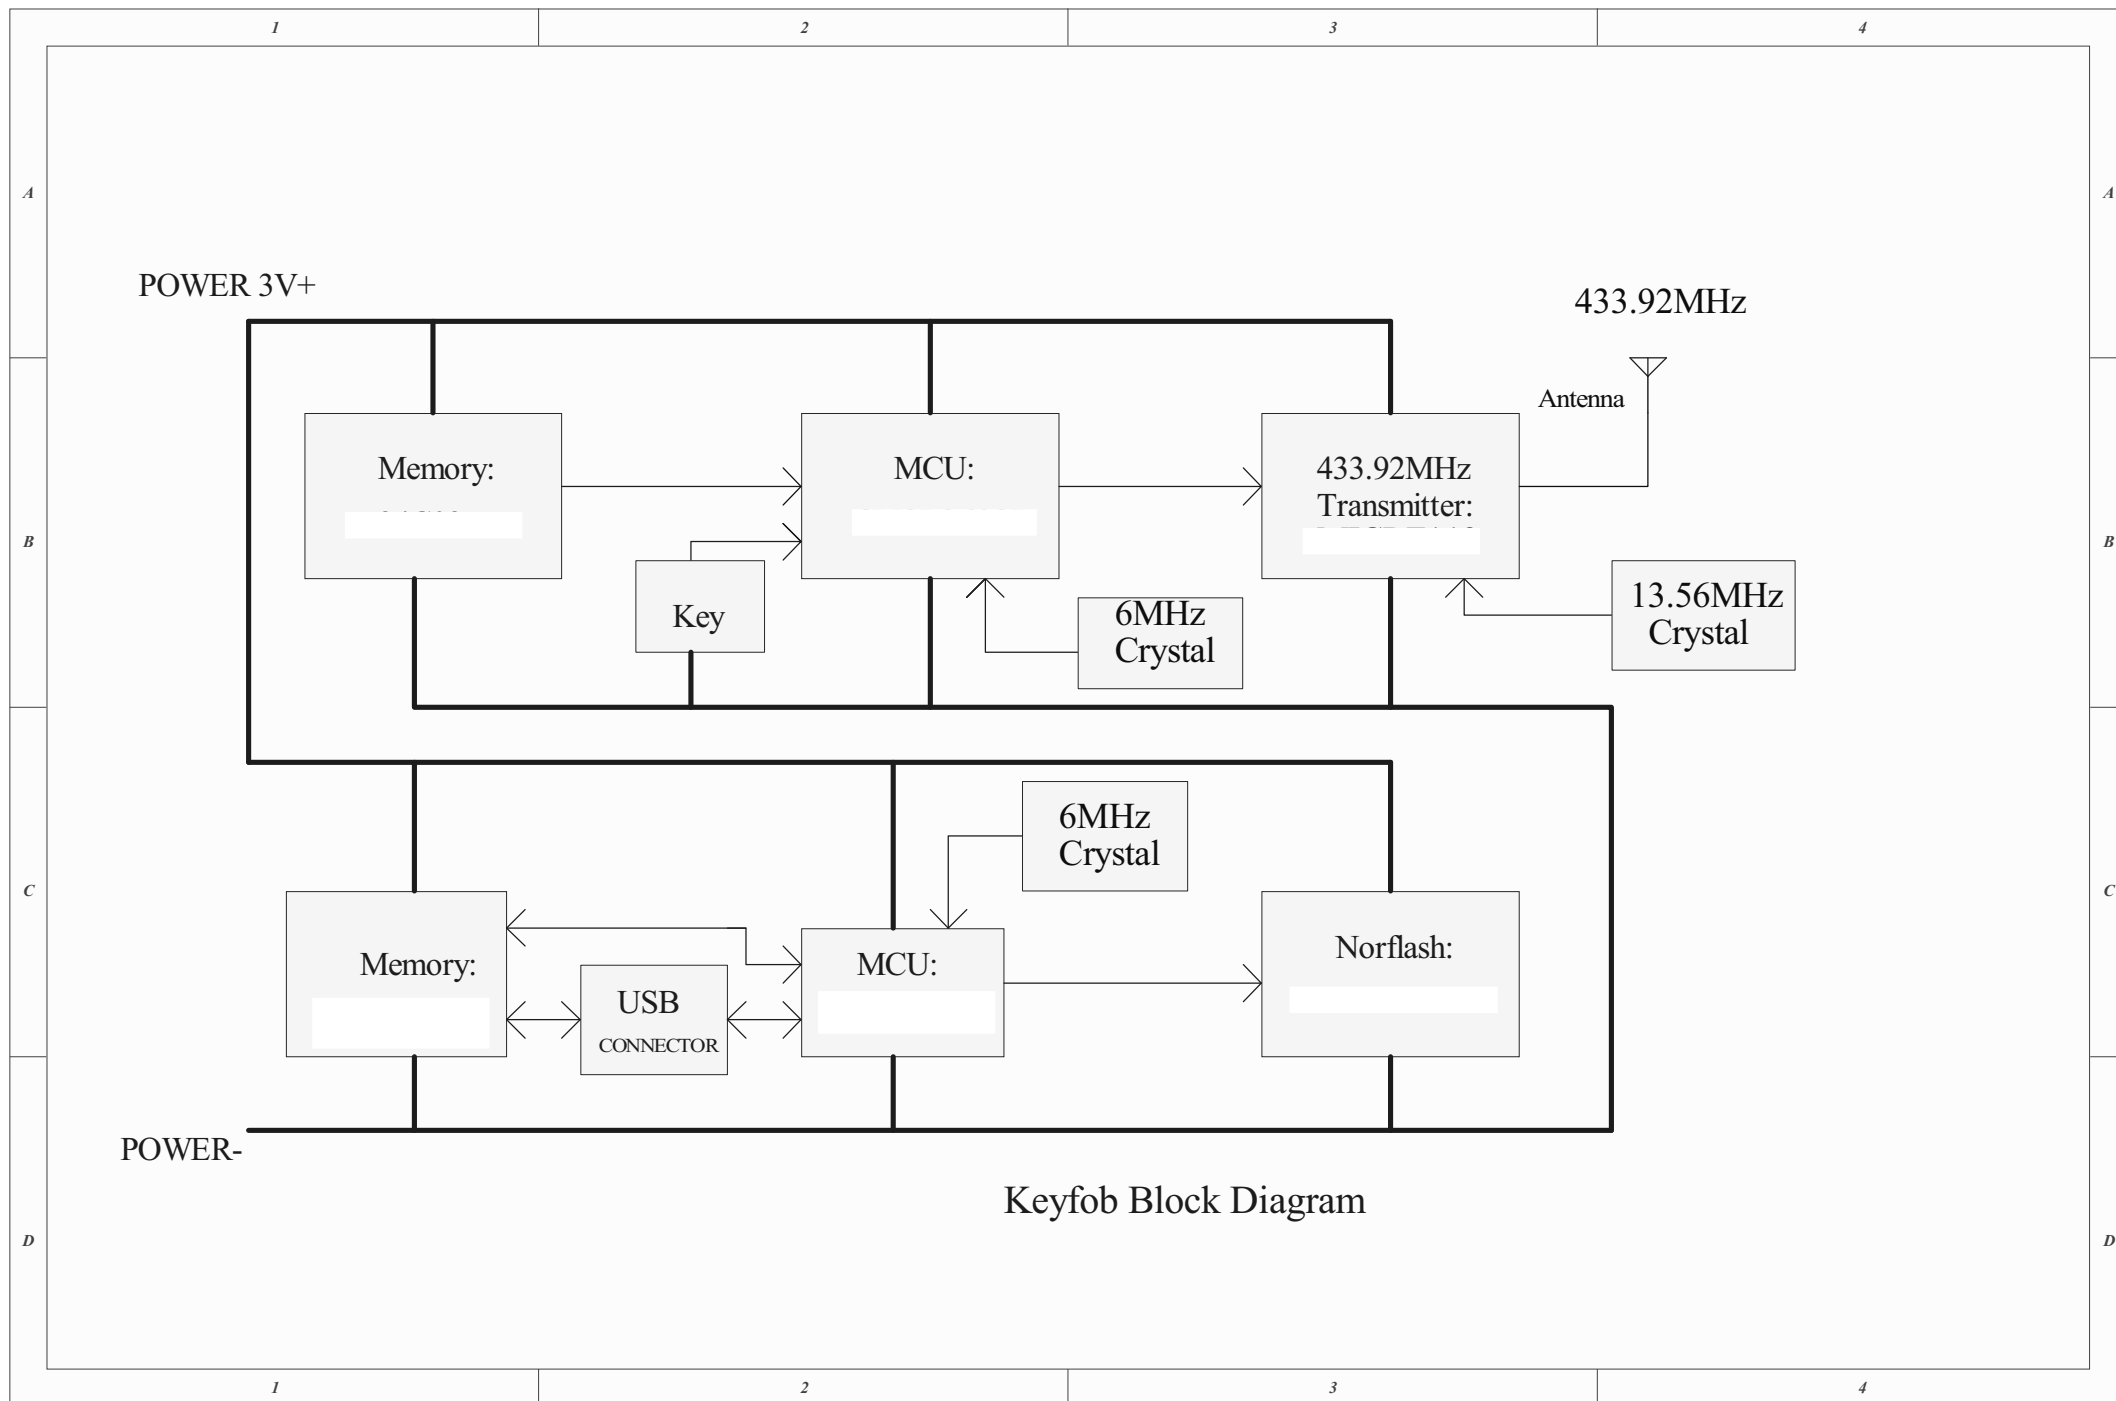 1 2 3 4
A A
POWER 3V+
433.92MHz
Antenna
Memory:
MCU:
433.92MHz
Transmitter:
B B
Key
6MHz
Crystal
13.56MHz
Crystal
6MHz
Crystal
C C
Memory:
USB
CONNECTOR
MCU:
Norflash:
POWER-
Keyfob Block Diagram
D D
1 2 3 4